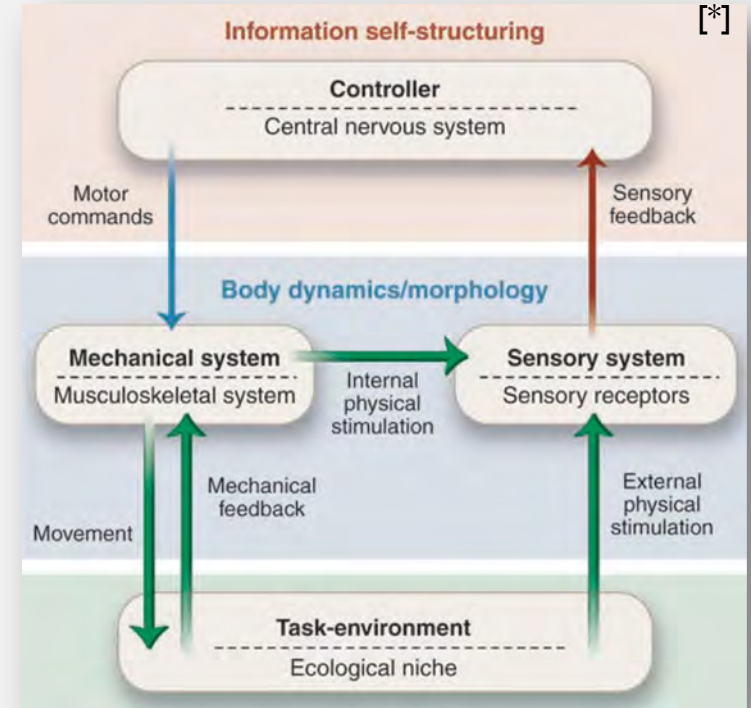 [*]
Information self-structuring
Controller
Central nervous system
Motor
commands
Sensory
feedback
Body dynamics/morphology
Mechanical system
Musculoskeletal system
Internal
physical
stimulation
Sensory system
Sensory receptors
Mechanical
feedback
External
physical
stimulation
Movement
Task-environment
Ecological niche